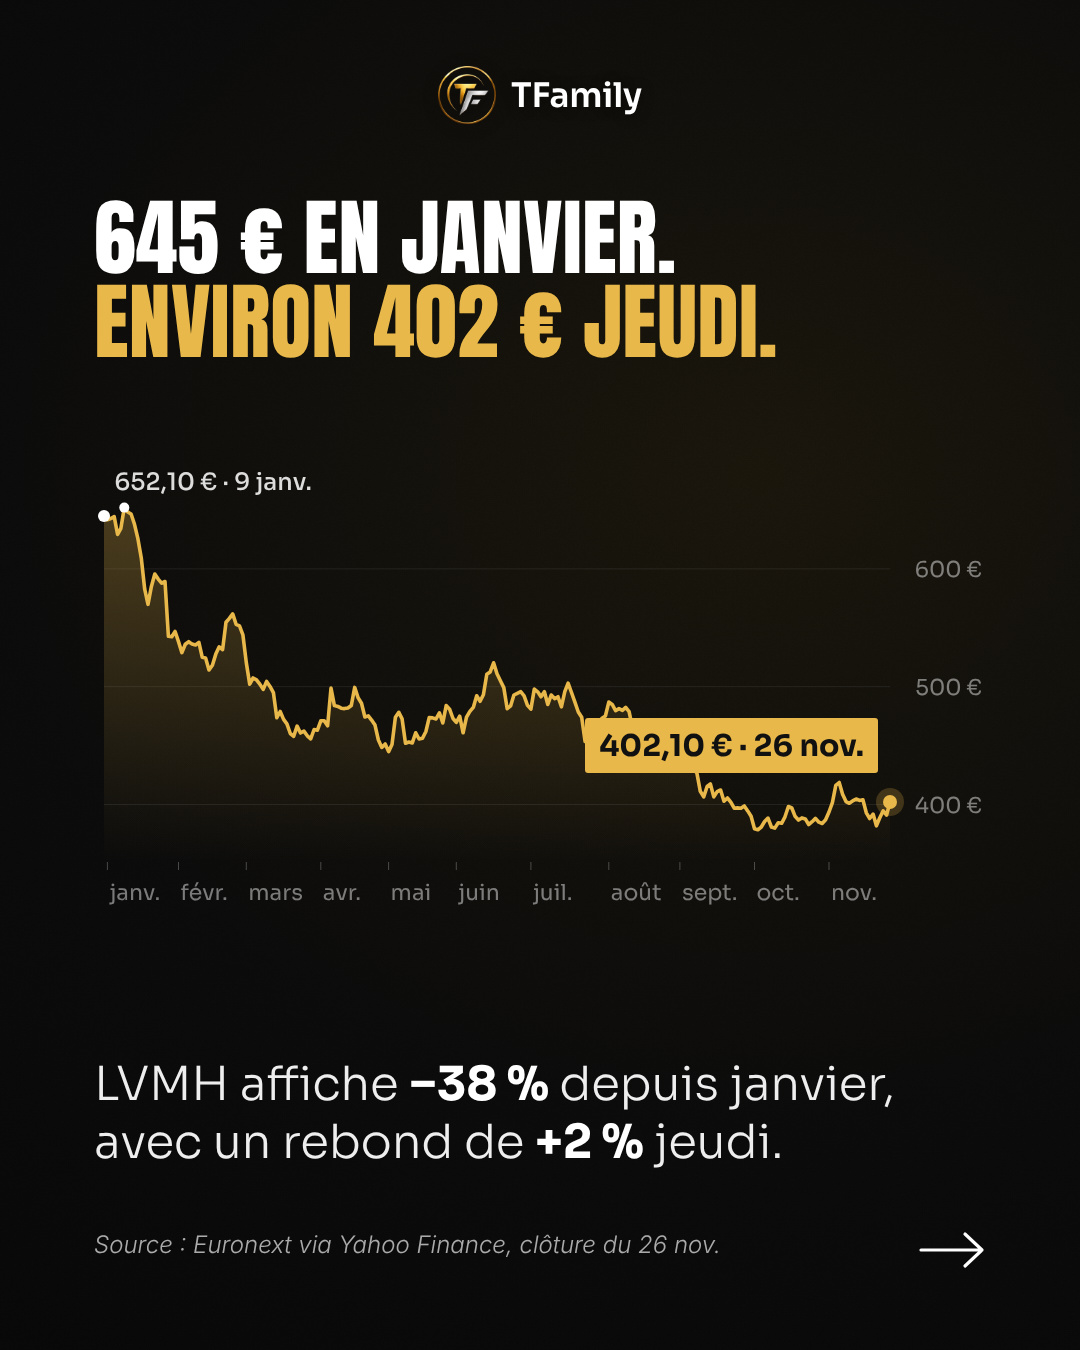 TFamily
645 € EN JANVIER.
ENVIRON 402 € JEUDI.
652,10 € · 9 janv.
600 €
500 €
402,10 € · 26 nov.
400 €
janv. févr. mars avr. mai juin juil. août sept. oct. nov.
LVMH affiche −38 % depuis janvier,
avec un rebond de +2 % jeudi.
Source : Euronext via Yahoo Finance, clôture du 26 nov.